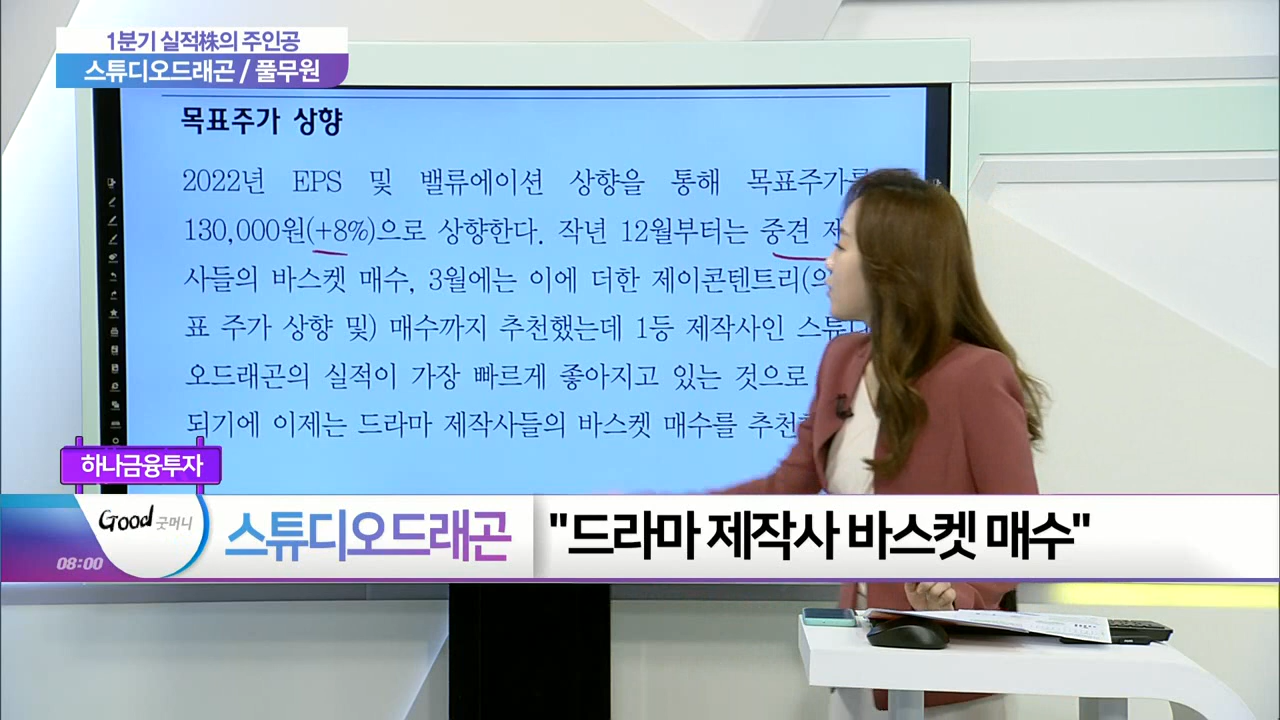 1분기 실적株의 주인공
스튜디오드래곤 / 풀무원
목표주가 상향
2022년 EPS 및 밸류에이션 상향을 통해 목표주가를
130,000원(+8%)으로 상향한다. 작년 12월부터는 중견 제
사들의 바스켓 매수, 3월에는 이에 더한 제이콘텐트리(의
표 주가 상향 및) 매수까지 추천했는데 1등 제작사인 스튜디
오드래곤의 실적이 가장 빠르게 좋아지고 있는 것으로
되기에 이제는 드라마 제작사들의 바스켓 매수를
하나금융투자
Good 굿머니
08:00
스튜디오드래곤
"드라마 제작사 바스켓 매수"